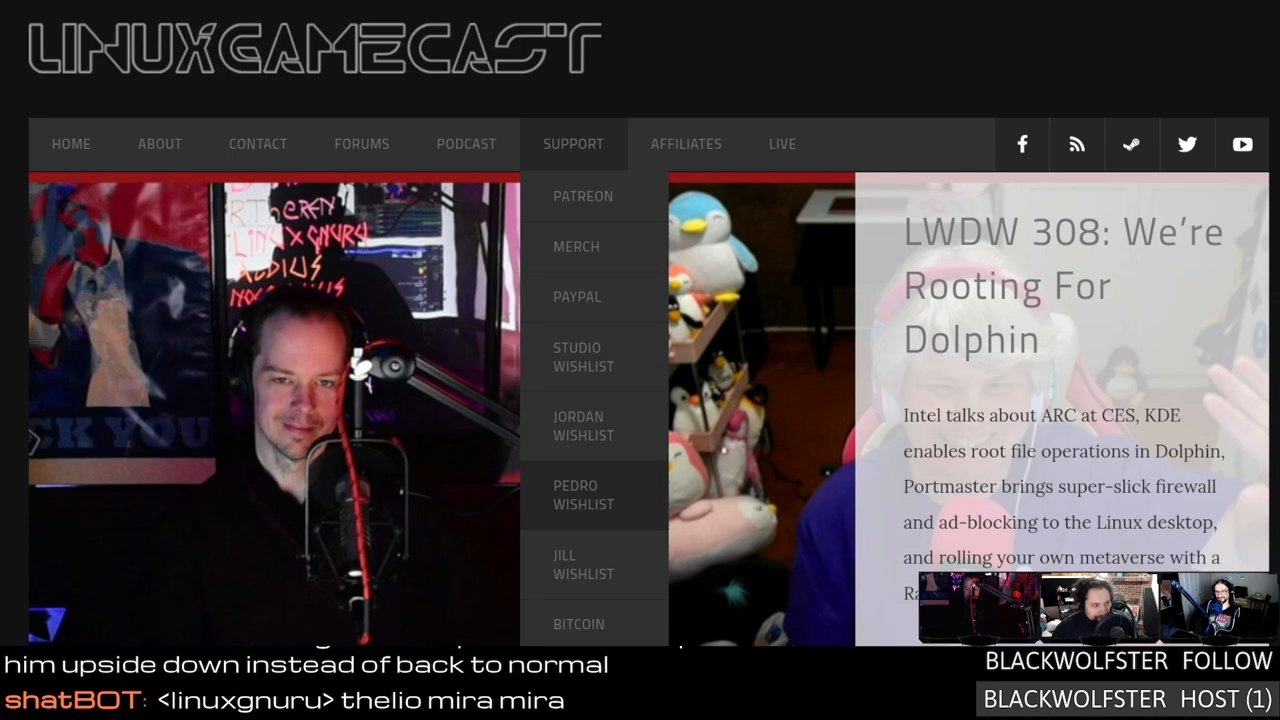 LINUXGAMECAST
HOME ABOUT CONTACT FORUMS PODCAST SUPPORT AFFILIATES LIVE
PATREON
MERCH
PAYPAL
STUDIO
WISHLIST
JORDAN
WISHLIST
PEDRO
WISHLIST
JILL
WISHLIST
BITCOIN
LINUXGNURU
CK YOU
LWDW 308: We’re
Rooting For
Dolphin
Intel talks about ARC at CES, KDE
enables root file operations in Dolphin,
Portmaster brings super-slick firewall
and ad-blocking to the Linux desktop,
and rolling your own metaverse with a
him upside down instead of back to normal
shatBOT: <linuxgnuru> thelio mira mira
BLACKWOLFSTER FOLLOW
BLACKWOLFSTER HOST (1)